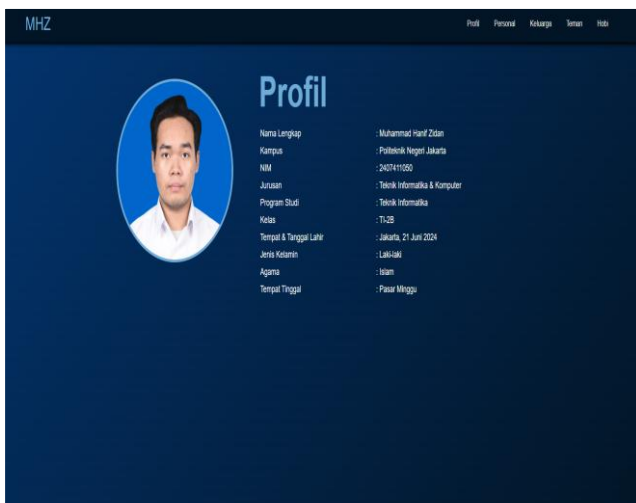 MHZ
Profil Personal Keluarga Teman Hobi
Profil
Nama Lengkap : Muhammad Hanif Zidan
Kampus : Politeknik Negeri Jakarta
NIM : 2407411050
Jurusan : Teknik Informatika & Komputer
Program Studi : Teknik Informatika
Kelas : TI-2B
Tempat & Tanggal Lahir : Jakarta, 21 Juni 2024
Jenis Kelamin : Laki-laki
Agama : Islam
Tempat Tinggal : Pasar Minggu